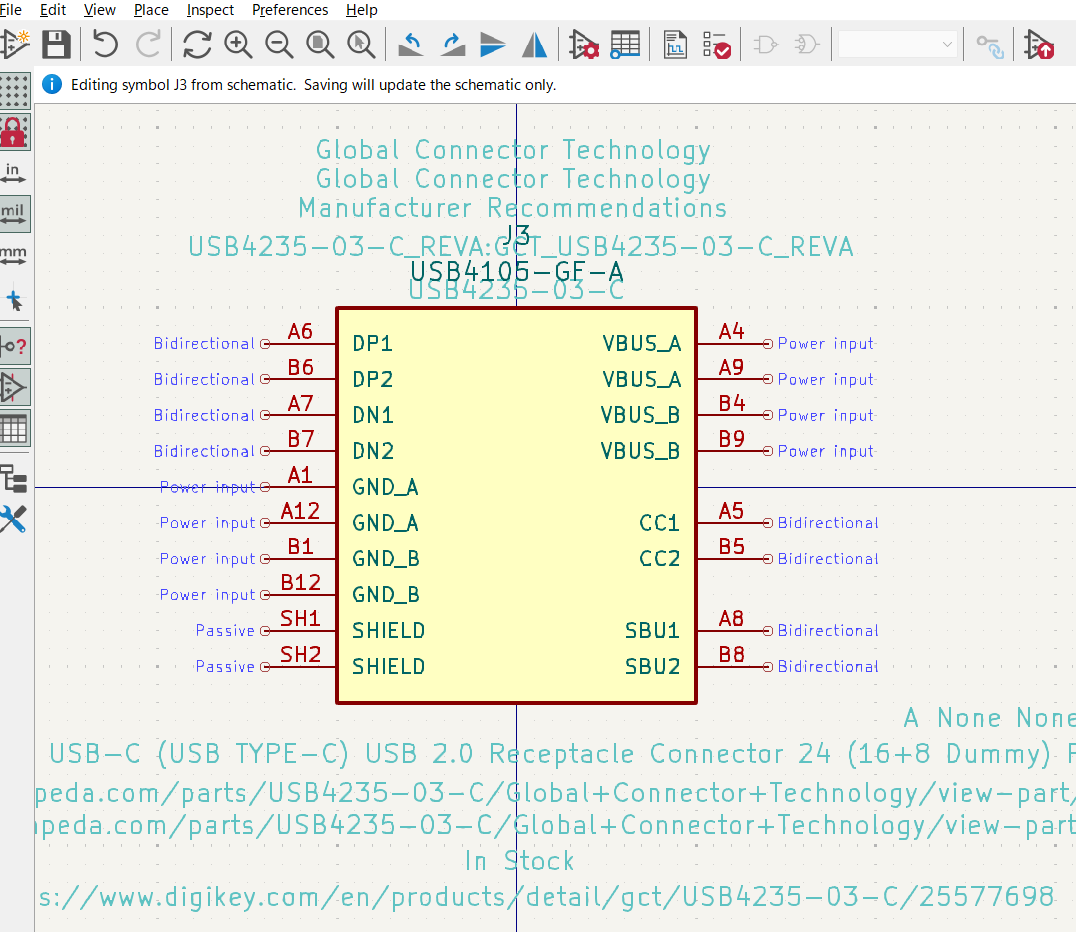 File Edit View Place Inspect Preferences Help
Editing symbol J3 from schematic. Saving will update the schematic only.
in
mil
mm
Global Connector Technology
Global Connector Technology
Manufacturer Recommendations
J3
USB4235-03-C_REVA:GCT_USB4235-03-C_REVA
USB4105-GF-A
USB4235-03-C
Bidirectional A6 DP1 VBUS_A A4 Power input
Bidirectional B6 DP2 VBUS_A A9 Power input
Bidirectional A7 DN1 VBUS_B B4 Power input
Bidirectional B7 DN2 VBUS_B B9 Power input
Power input A1 GND_A
Power input A12 GND_A CC1 A5 Bidirectional
Power input B1 GND_B CC2 B5 Bidirectional
Power input B12 GND_B
Passive SH1 SHIELD SBU1 A8 Bidirectional
Passive SH2 SHIELD SBU2 B8 Bidirectional
A None None
USB-C (USB TYPE-C) USB 2.0 Receptacle Connector 24 (16+8 Dummy)
peda.com/parts/USB4235-03-C/Global+Connector+Technology/view-part/
apeda.com/parts/USB4235-03-C/Global+Connector+Technology/view-part
In Stock
s://www.digikey.com/en/products/detail/gct/USB4235-03-C/25577698